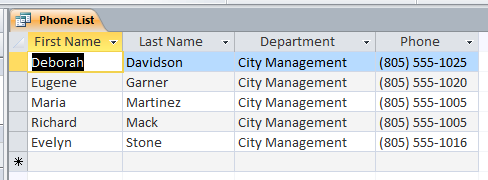 Phone List
First Name Last Name Department Phone
Deborah Davidson City Management (805) 555-1025
Eugene Garner City Management (805) 555-1020
Maria Martinez City Management (805) 555-1005
Richard Mack City Management (805) 555-1005
Evelyn Stone City Management (805) 555-1016